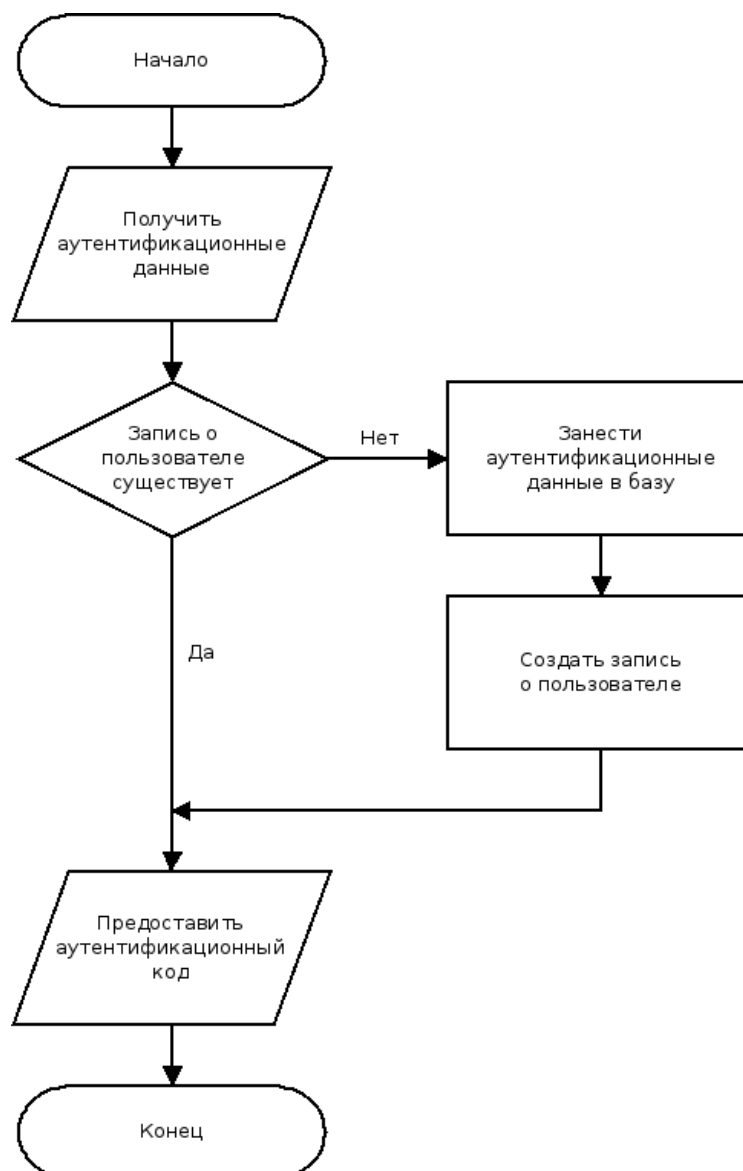 Начало
Получить
аутентификационные
данные
Запись о
пользователе
существует
Нет
Занести
аутентификационные
данные в базу
Да
Создать запись
о пользователе
Предоставить
аутентификационный
код
Конец